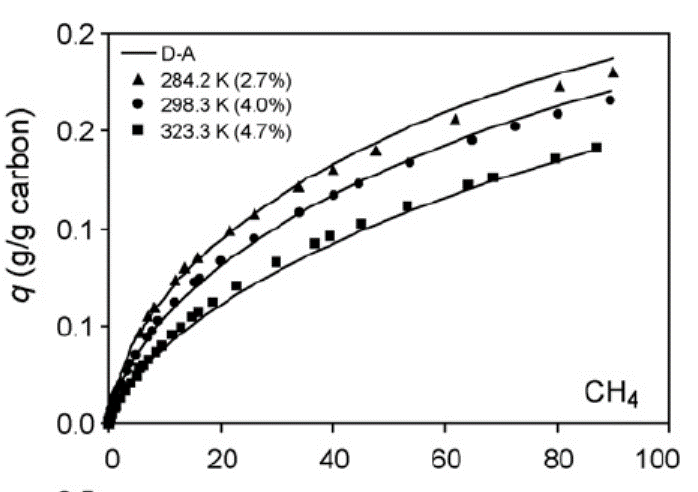 0.2
D-A
284.2 K (2.7%)
298.3 K (4.0%)
323.3 K (4.7%)
0.2
0.1
0.1
0.0
q (g/g carbon)
CH₄
0 20 40 60 80 100